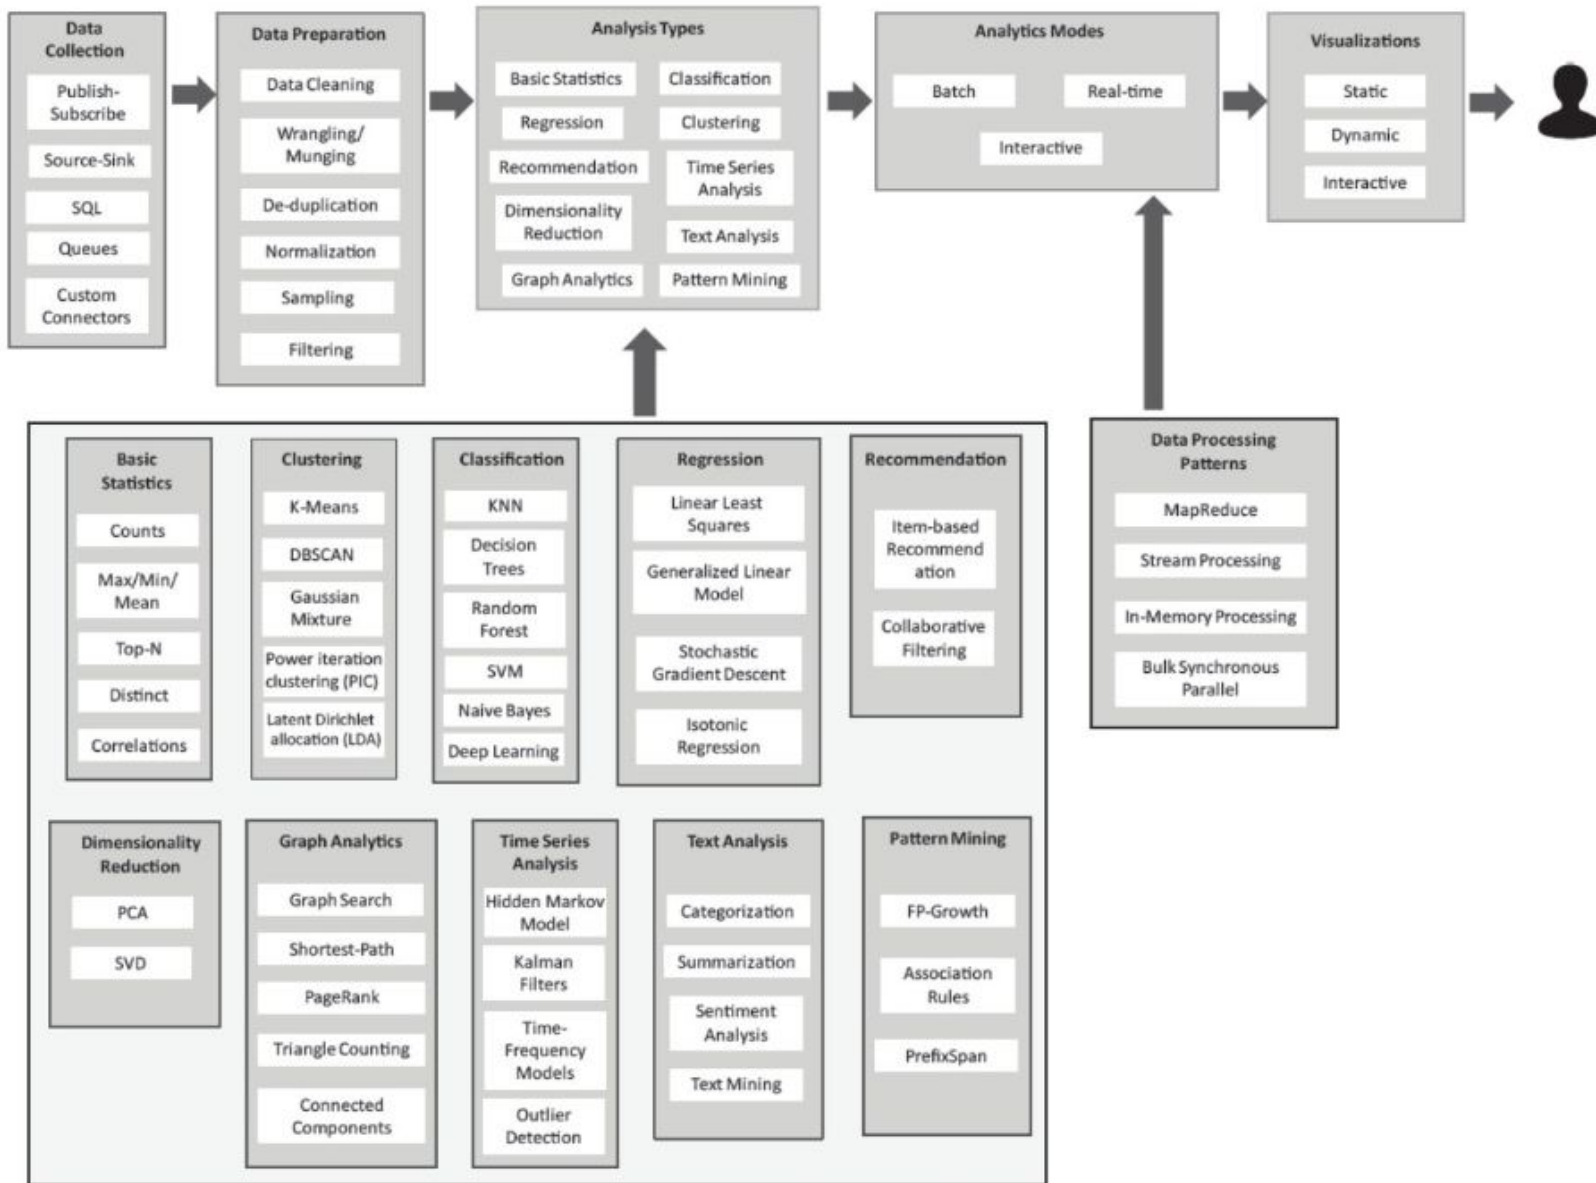 Data
Collection
Publish-
Subscribe
Source-Sink
SQL
Queues
Custom
Connectors
Data Preparation
Data Cleaning
Wrangling/
Munging
De-duplication
Normalization
Sampling
Filtering
Analysis Types
Basic Statistics
Classification
Regression
Clustering
Recommendation
Time Series
Analysis
Dimensionality
Reduction
Text Analysis
Graph Analytics
Pattern Mining
Analytics Modes
Batch
Real-time
Interactive
Visualizations
Static
Dynamic
Interactive
Basic
Statistics
Counts
Max/Min/
Mean
Top-N
Distinct
Correlations
Clustering
K-Means
DBSCAN
Gaussian
Mixture
Power iteration
clustering (PIC)
Latent Dirichlet
allocation (LDA)
Classification
KNN
Decision
Trees
Random
Forest
SVM
Naive Bayes
Deep Learning
Regression
Linear Least
Squares
Generalized Linear
Model
Stochastic
Gradient Descent
Isotonic
Regression
Recommendation
Item-based
Recommend
ation
Collaborative
Filtering
Data Processing
Patterns
MapReduce
Stream Processing
In-Memory Processing
Bulk Synchronous
Parallel
Dimensionality
Reduction
PCA
SVD
Graph Analytics
Graph Search
Shortest-Path
PageRank
Triangle Counting
Connected
Components
Time Series
Analysis
Hidden Markov
Model
Kalman
Filters
Time-
Frequency
Models
Outlier
Detection
Text Analysis
Categorization
Summarization
Sentiment
Analysis
Text Mining
Pattern Mining
FP-Growth
Association
Rules
PrefixSpan